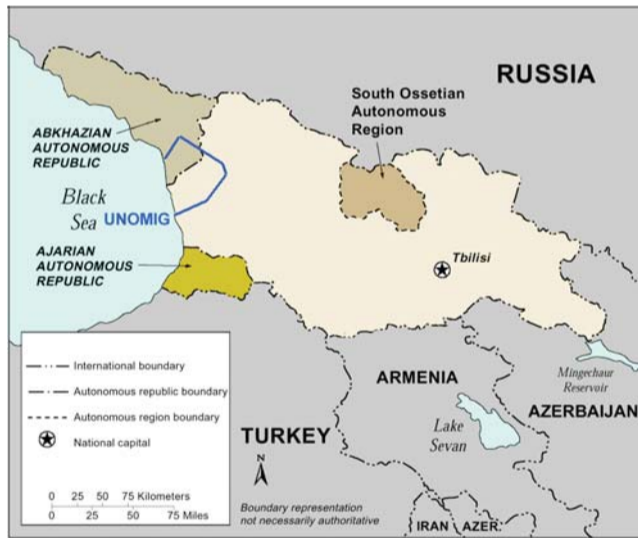 RUSSIA
South Ossetian
Autonomous
Region
ABKHAZIAN
AUTONOMOUS
REPUBLIC
Black
Sea
UNOMIG
AJARIAN
AUTONOMOUS
REPUBLIC
Tbilisi
Mingechaur
Reservoir
ARMENIA
AZERBAIJAN
Lake
Sevan
TURKEY
N
International boundary
Autonomous republic boundary
Autonomous region boundary
National capital
0 25 50 75 Kilometers
0 25 50 75 Miles
Boundary representation
not necessarily authoritative
IRAN
AZER.